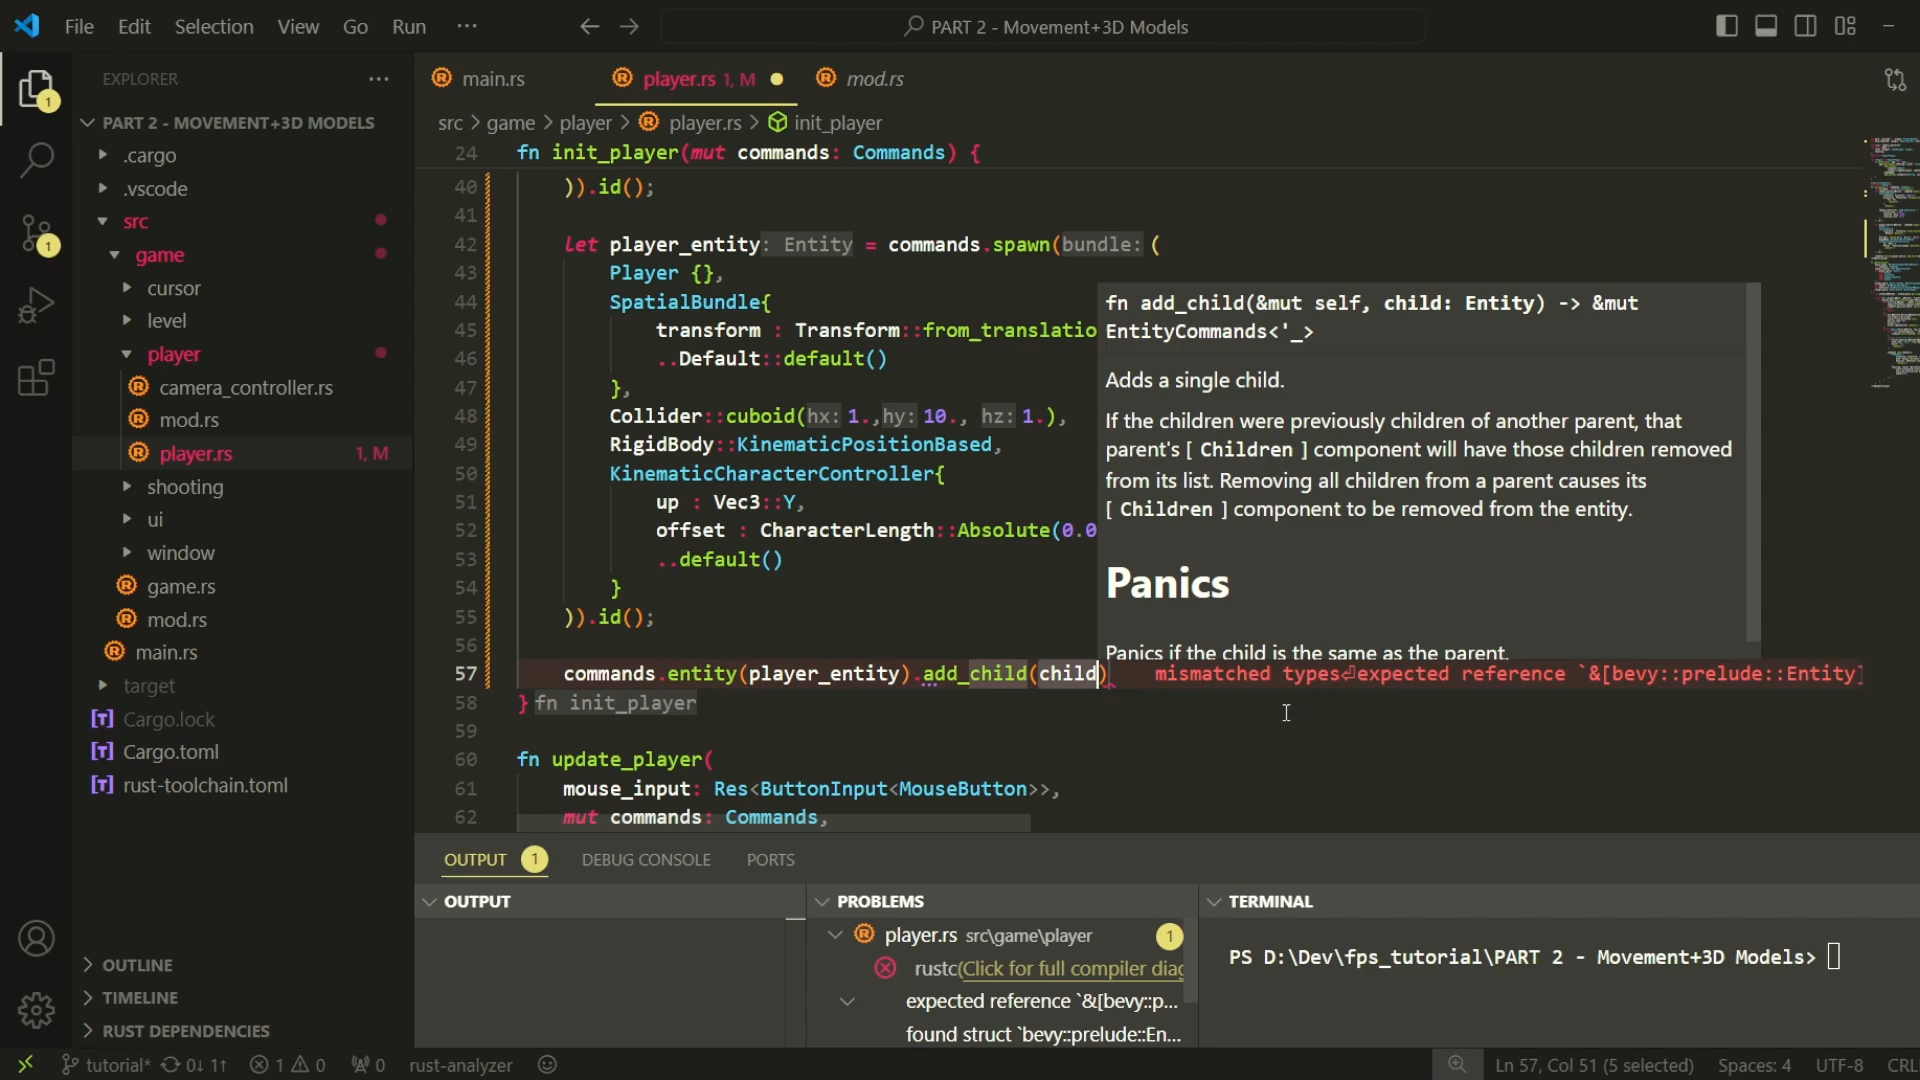 File Edit Selection View Go Run ···
PART 2 - Movement+3D Models
EXPLORER
PART 2 - MOVEMENT+3D MODELS
.cargo
.vscode
src
game
cursor
level
player
camera_controller.rs
mod.rs
player.rs 1, M
shooting
ui
window
game.rs
mod.rs
main.rs
target
Cargo.lock
Cargo.toml
rust-toolchain.toml
OUTLINE
TIMELINE
RUST DEPENDENCIES
main.rs player.rs 1, M mod.rs
src > game > player > player.rs > init_player
24 fn init_player(mut commands: Commands) {
40 )).id();
41
42 let player_entity: Entity = commands.spawn(bundle: (
43 Player {},
44 SpatialBundle{
45 transform : Transform::from_translatio
46 ..Default::default()
47 },
48 Collider::cuboid(hx: 1.,hy: 10., hz: 1.),
49 RigidBody::KinematicPositionBased,
50 KinematicCharacterController{
51 up : Vec3::Y,
52 offset : CharacterLength::Absolute(0.0
53 ..default()
54 }
55 )).id();
56
57 commands.entity(player_entity).add_child(child) mismatched types⏎expected reference `&[bevy::prelude::Entity]
58 } fn init_player
59
60 fn update_player(
61 mouse_input: Res<ButtonInput<MouseButton>>,
62 mut commands: Commands,
fn add_child(&mut self, child: Entity) -> &mut
EntityCommands<'_>
Adds a single child.
If the children were previously children of another parent, that
parent's [ Children ] component will have those children removed
from its list. Removing all children from a parent causes its
[ Children ] component to be removed from the entity.
Panics
Panics if the child is the same as the parent.
OUTPUT 1 DEBUG CONSOLE PORTS
OUTPUT
PROBLEMS
player.rs src\game\player 1
rustc(Click for full compiler diag
expected reference `&[bevy::p...
found struct `bevy::prelude::En...
TERMINAL
PS D:\Dev\fps_tutorial\PART 2 - Movement+3D Models>
tutorial* 0↓ 1↑ 1 0 0 rust-analyzer
Ln 57, Col 51 (5 selected) Spaces: 4 UTF-8 CRL